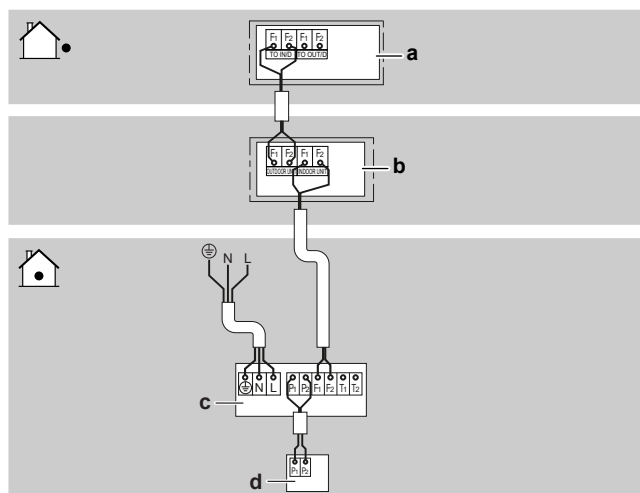 F1 F2 F1 F2
TO IN/D TO OUT/D
a
F1 F2 F1 F2
OUTDOOR UNIT INDOOR UNIT
b
N L
N L P1 P2 F1 F2 T1 T2
c
P1 P2
d